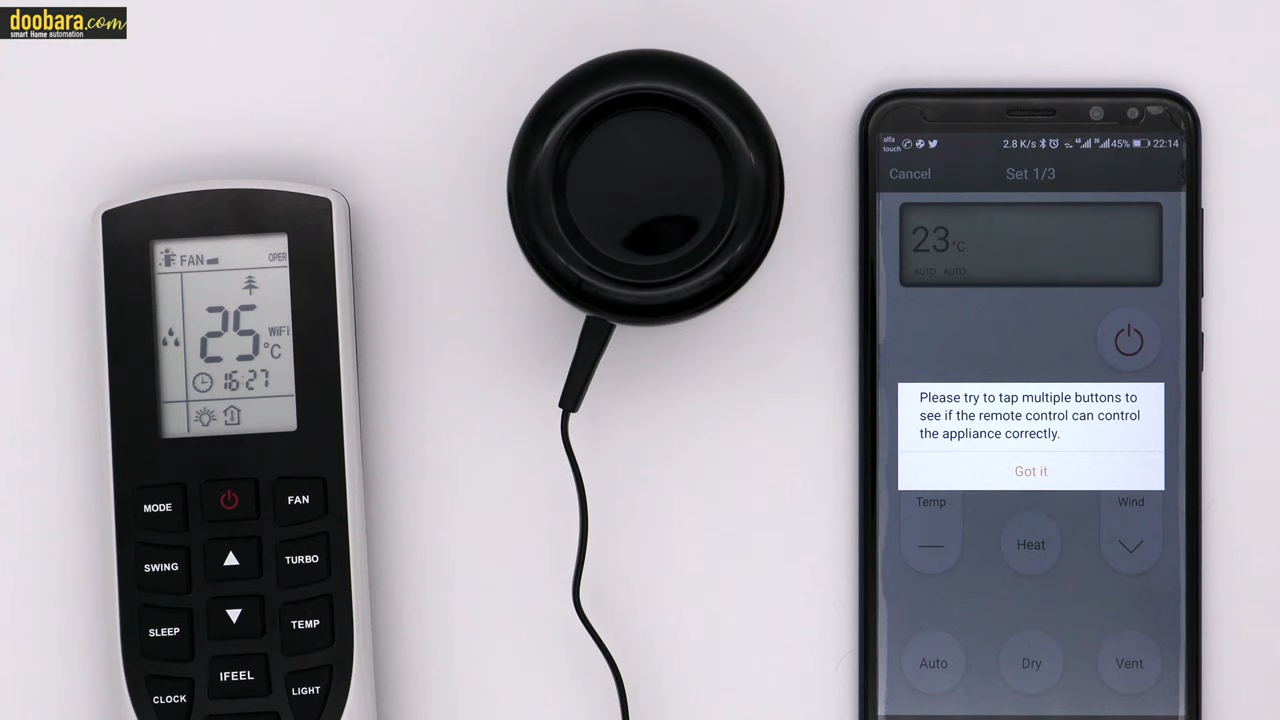 doobara.com
smart Home automation
FAN OPER
25 °C WiFi
16:27
MODE
FAN
SWING
TURBO
SLEEP
TEMP
IFEEL
CLOCK
LIGHT
alfa
touch
2.8 K/s 45% 22:14
Cancel Set 1/3
23 °C
AUTO AUTO
Please try to tap multiple buttons to
see if the remote control can control
the appliance correctly.
Got it
Temp
Wind
Heat
Auto
Dry
Vent